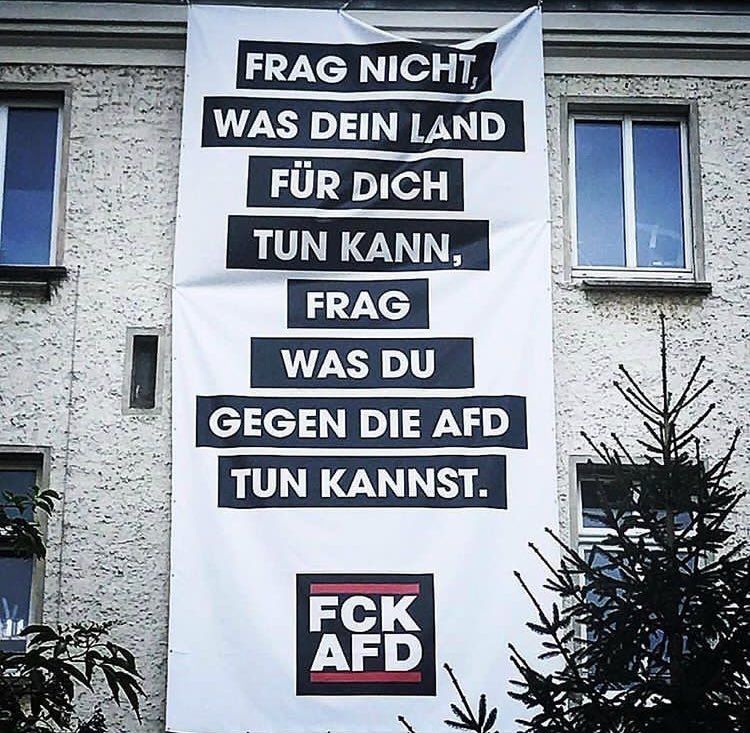 FRAG NICHT,
WAS DEIN LAND
FÜR DICH
TUN KANN,
FRAG
WAS DU
GEGEN DIE AFD
TUN KANNST.
FCK
AFD